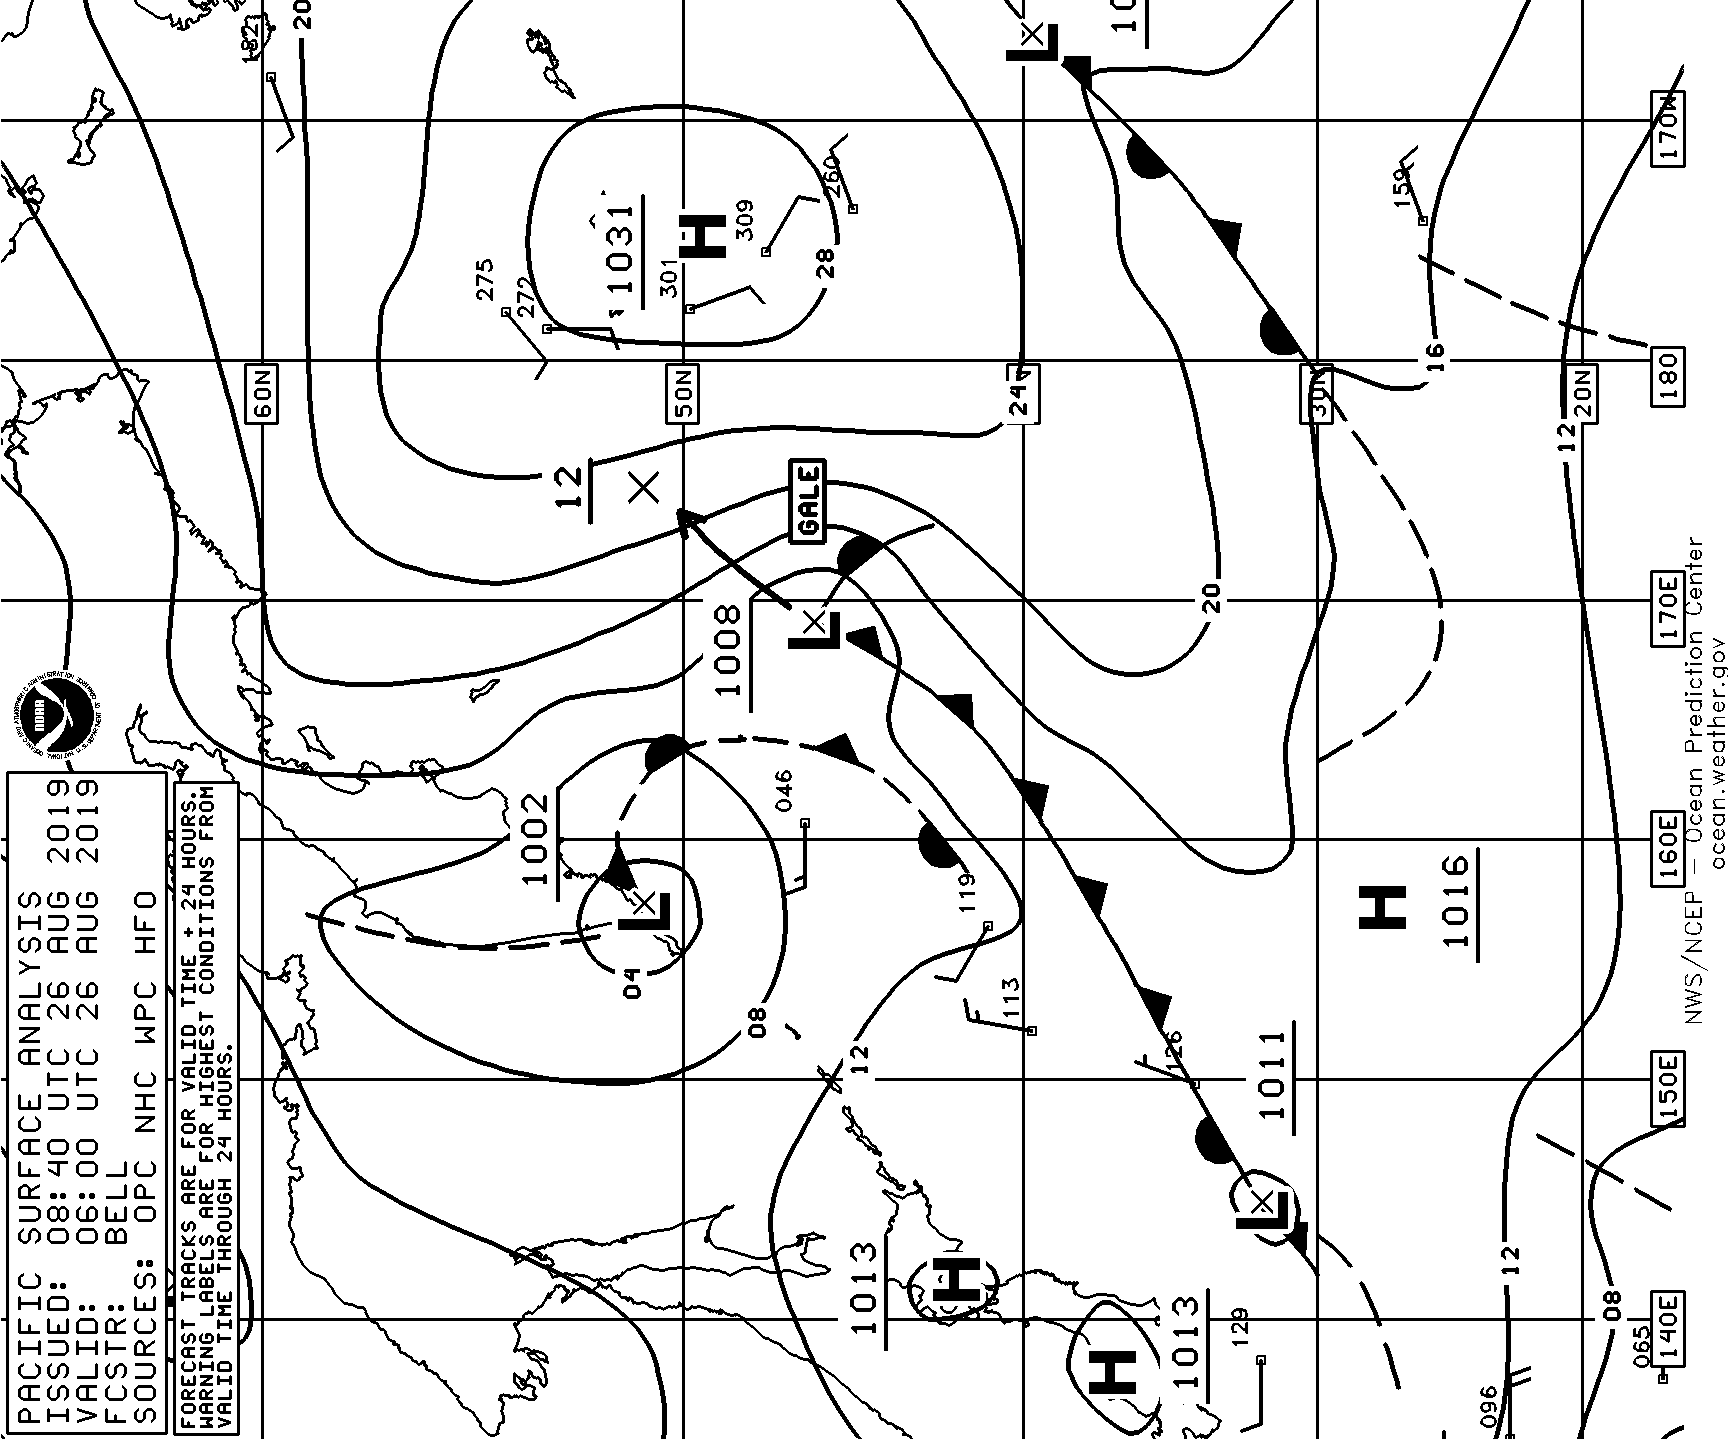 PACIFIC SURFACE ANALYSIS
ISSUED: 08:40 UTC 26 AUG 2019
VALID: 06:00 UTC 26 AUG 2019
FCSTR: BELL
SOURCES: OPC NHC WPC HFO
FORECAST TRACKS ARE FOR VALID TIME + 24 HOURS.
WARNING LABELS ARE FOR HIGHEST CONDITIONS FROM
VALID TIME THROUGH 24 HOURS.
NOAA
182
20
60N
275
272
1031
301
H
309
260
28
50N
12
GALE
24
L
10
159
170W
16
180
30N
20N
12
1008
L
20
170E
1002
L
04
046
08
119
113
12
126
H
1016
160E
1011
L
150E
1013
H
H
1013
129
12
08
065
140E
096
NWS/NCEP – Ocean Prediction Center
ocean.weather.gov